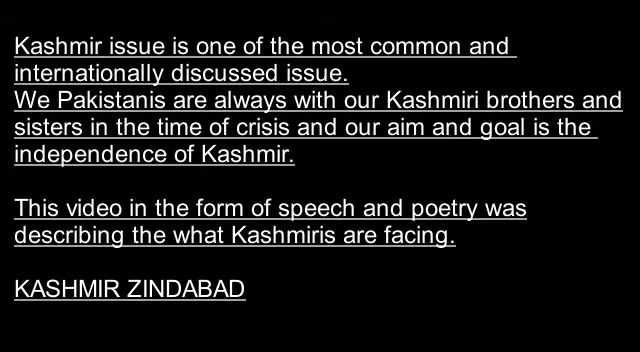 Kashmir issue is one of the most common and
internationally discussed issue.
We Pakistanis are always with our Kashmiri brothers and
sisters in the time of crisis and our aim and goal is the
independence of Kashmir.
This video in the form of speech and poetry was
describing the what Kashmiris are facing.
KASHMIR ZINDABAD